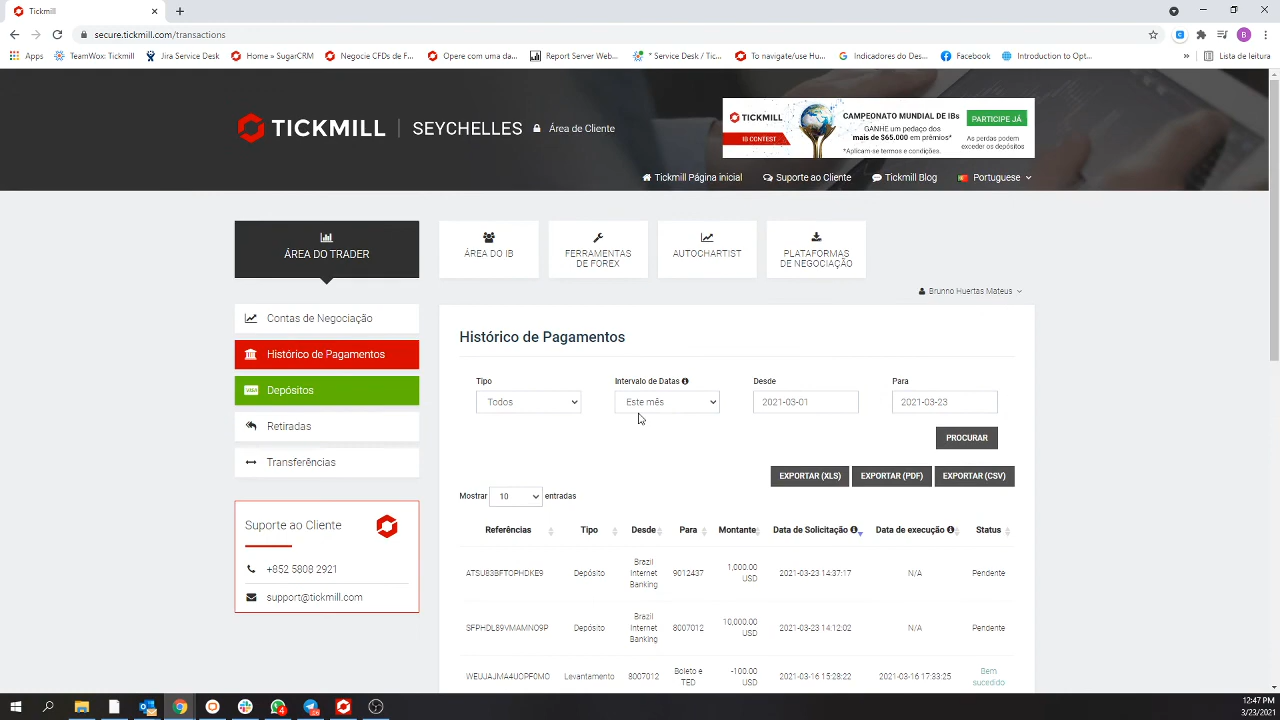 Tickmill
secure.tickmill.com/transactions
Apps
TeamWox: Tickmill
Jira Service Desk
Home » SugarCRM
Negocie CFDs de F...
Opere com uma da...
Report Server Web...
* Service Desk / Tic...
To navigate/use Hu...
Indicadores do Des...
Facebook
Introduction to Opt...
»
Lista de leitura
TICKMILL | SEYCHELLES Área de Cliente
TICKMILL
IB CONTEST
CAMPEONATO MUNDIAL DE IBs
GANHE um pedaço dos
mais de $65.000 em prémios*
*Aplicam-se termos e condições.
PARTICIPE JÁ
As perdas podem
exceder os depósitos
Tickmill Página inicial
Suporte ao Cliente
Tickmill Blog
Portuguese
ÁREA DO TRADER
ÁREA DO IB
FERRAMENTAS
DE FOREX
AUTOCHARTIST
PLATAFORMAS
DE NEGOCIAÇÃO
Brunno Huertas Mateus
Contas de Negociação
Histórico de Pagamentos
Depósitos
Retiradas
Transferências
Suporte ao Cliente
+852 5808 2921
support@tickmill.com
Histórico de Pagamentos
Tipo
Intervalo de Datas
Desde
Para
Todos
Este mês
2021-03-01
2021-03-23
PROCURAR
EXPORTAR (XLS)
EXPORTAR (PDF)
EXPORTAR (CSV)
Mostrar 10 entradas
Referências Tipo Desde Para Montante Data de Solicitação Data de execução Status
ATSU83BFTOPHDKE9 Depósito Brazil Internet Banking 9012437 1,000.00 USD 2021-03-23 14:37:17 N/A Pendente
SFPHDL89VMAMNO9P Depósito Brazil Internet Banking 8007012 10,000.00 USD 2021-03-23 14:12:02 N/A Pendente
WEUJAJMA4UOPF0MO Levantamento 8007012 Boleto e TED -100.00 USD 2021-03-16 15:28:22 2021-03-16 17:33:25 Bem sucedido
12:47 PM
3/23/2021